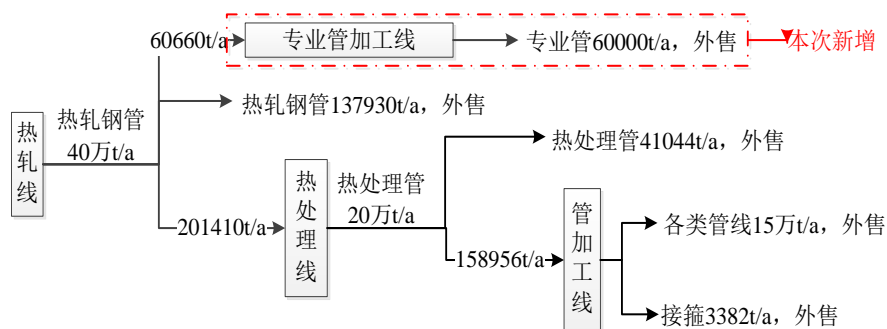 60660t/a
专业管加工线
专业管60000t/a，外售
本次新增
热轧钢管137930t/a，外售
热轧线
热轧钢管
40万t/a
热处理管41044t/a，外售
201410t/a
热处理线
热处理管
20万t/a
158956t/a
管加工线
各类管线15万t/a，外售
接箍3382t/a，外售